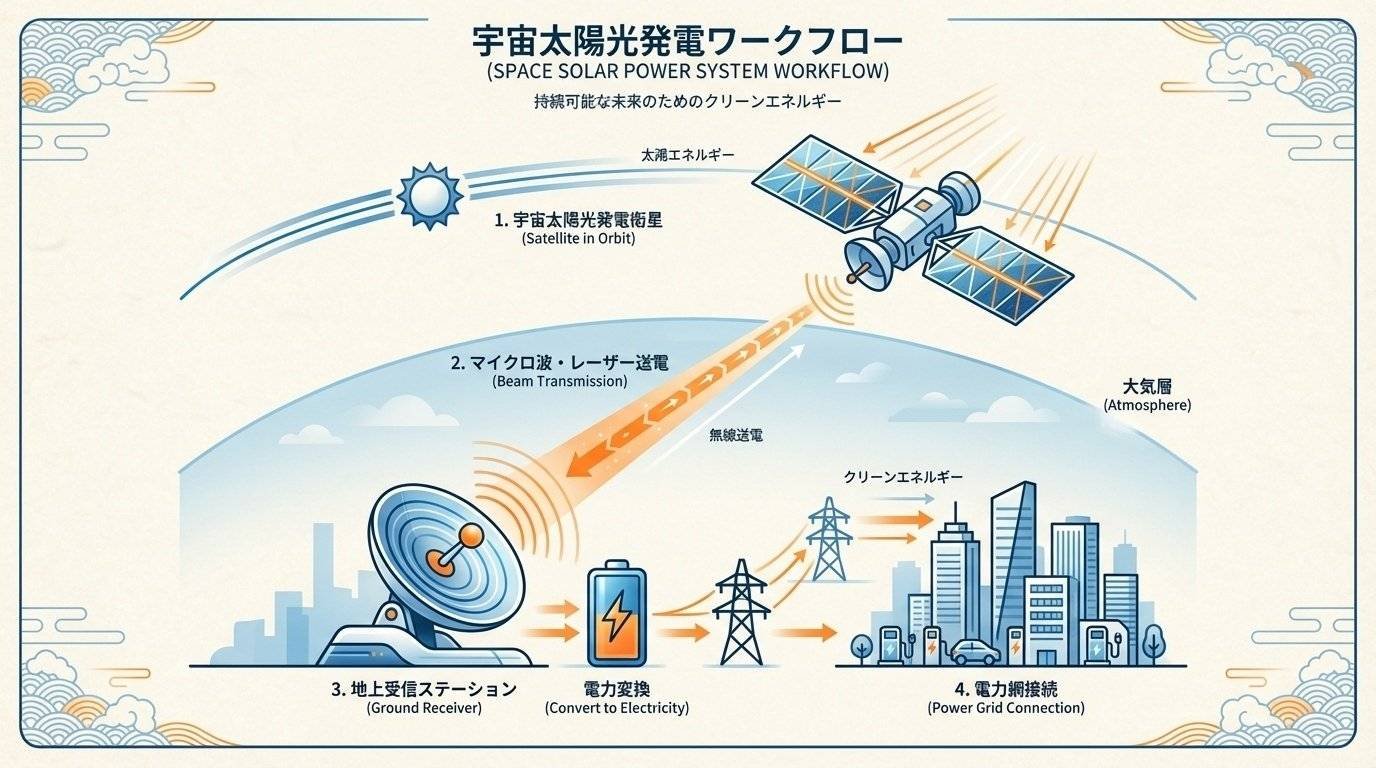 宇宙太陽光発電ワークフロー
(SPACE SOLAR POWER SYSTEM WORKFLOW)
持続可能な未来のためのクリーンエネルギー
太陽エネルギー
1. 宇宙太陽光発電衛星
(Satellite in Orbit)
2. マイクロ波・レーザー送電
(Beam Transmission)
大気層
(Atmosphere)
無線送電
クリーンエネルギー
3. 地上受信ステーション
(Ground Receiver)
電力変換
(Convert to Electricity)
4. 電力網接続
(Power Grid Connection)